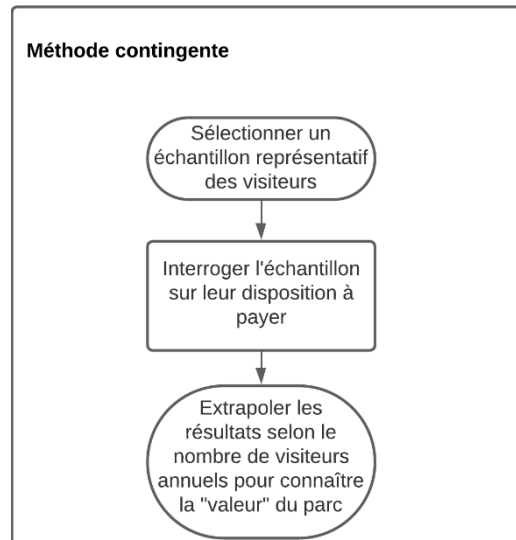 Méthode contingente
Sélectionner un
échantillon représentatif
des visiteurs
Interroger l'échantillon
sur leur disposition à
payer
Extrapoler les
résultats selon le
nombre de visiteurs
annuels pour connaître
la "valeur" du parc